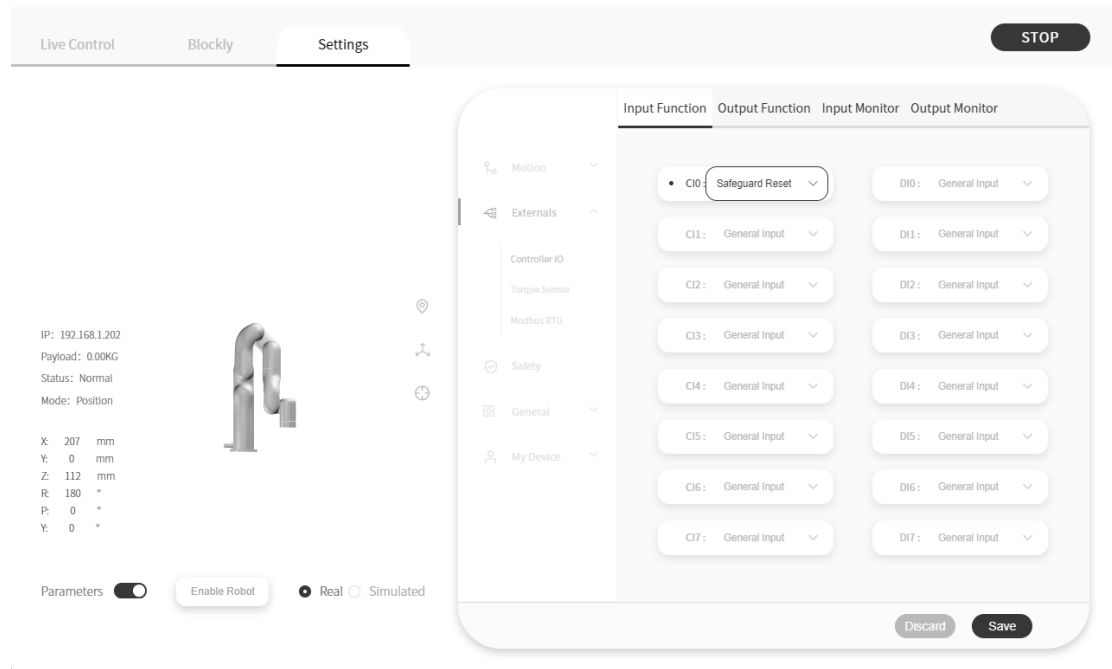 Live Control Blockly Settings STOP
Input Function Output Function Input Monitor Output Monitor
Motion
Externals
Controller IO
Torque Sensor
Modbus RTU
Safety
General
My Device
CI0 : Safeguard Reset DI0 : General Input
CI1 : General Input DI1 : General Input
CI2 : General Input DI2 : General Input
CI3 : General Input DI3 : General Input
CI4 : General Input DI4 : General Input
CI5 : General Input DI5 : General Input
CI6 : General Input DI6 : General Input
CI7 : General Input DI7 : General Input
IP: 192.168.1.202
Payload: 0.00KG
Status: Normal
Mode: Position
X: 207 mm
Y: 0 mm
Z: 112 mm
R: 180 °
P: 0 °
Y: 0 °
Parameters Enable Robot Real Simulated
Discard Save